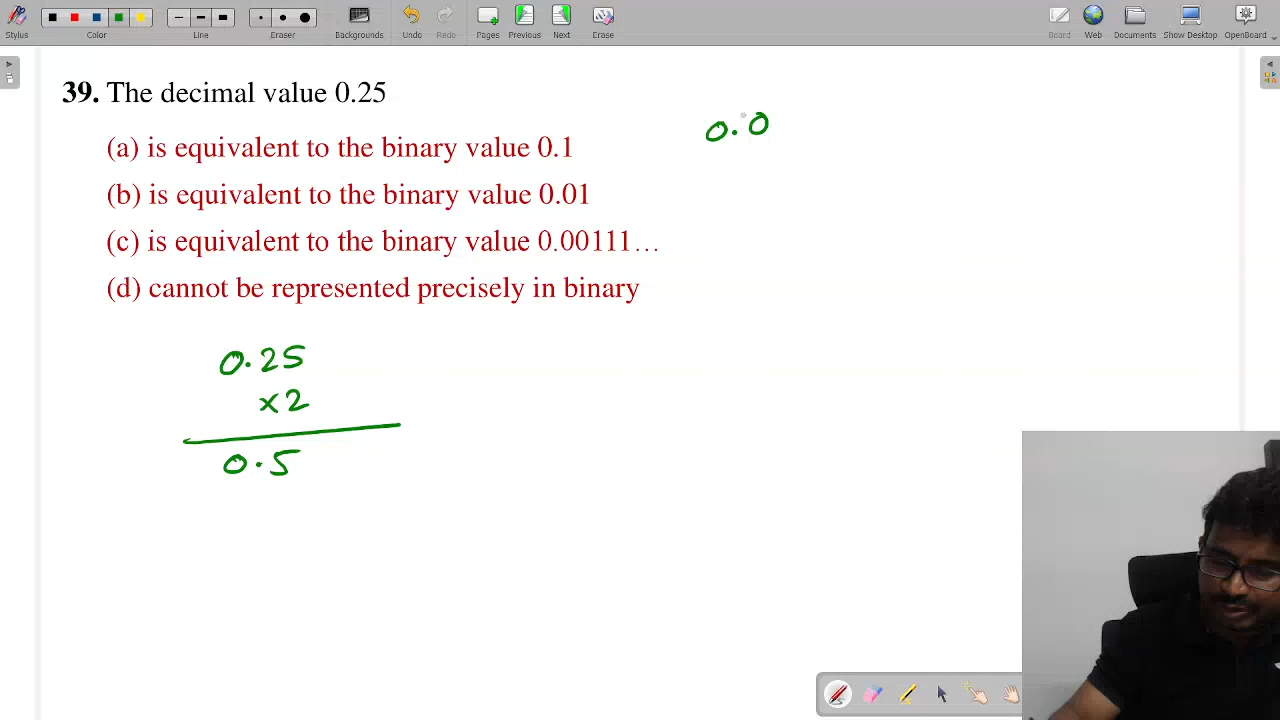 Stylus Color Line Eraser Backgrounds Undo Redo Pages Previous Next Erase Board Web Documents Show Desktop OpenBoard
39. The decimal value 0.25
0.0
(a) is equivalent to the binary value 0.1
(b) is equivalent to the binary value 0.01
(c) is equivalent to the binary value 0.00111...
(d) cannot be represented precisely in binary
0.25
×2
0.5